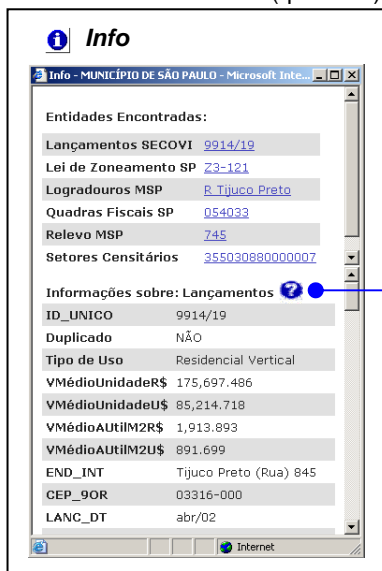 Info
Info - MUNICÍPIO DE SÃO PAULO - Microsoft Inte...
Entidades Encontradas:
Lançamentos SECOVI 9914/19
Lei de Zoneamento SP Z3-121
Logradouros MSP R Tijuco Preto
Quadras Fiscais SP 054033
Relevo MSP 745
Setores Censitários 355030880000007
Informações sobre: Lançamentos
ID_UNICO 9914/19
Duplicado NÃO
Tipo de Uso Residencial Vertical
VMédioUnidadeR$ 175,697.486
VMédioUnidadeU$ 85,214.718
VMédioAUtilM2R$ 1,913.893
VMédioAUtilM2U$ 891.699
END_INT Tijuco Preto (Rua) 845
CEP_9OR 03316-000
LANC_DT abr/02
Internet